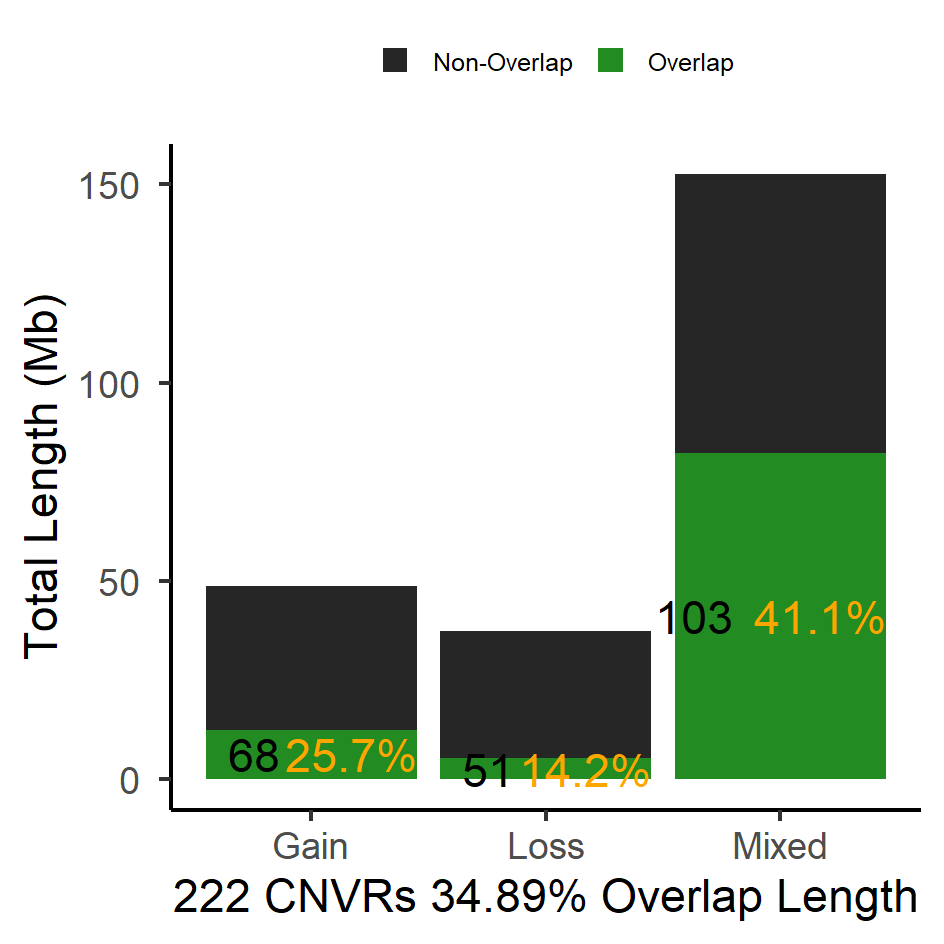 Non-Overlap Overlap
Total Length (Mb)
150
100
50
0
103 41.1%
68 25.7%
51 14.2%
Gain Loss Mixed
222 CNVRs 34.89% Overlap Length